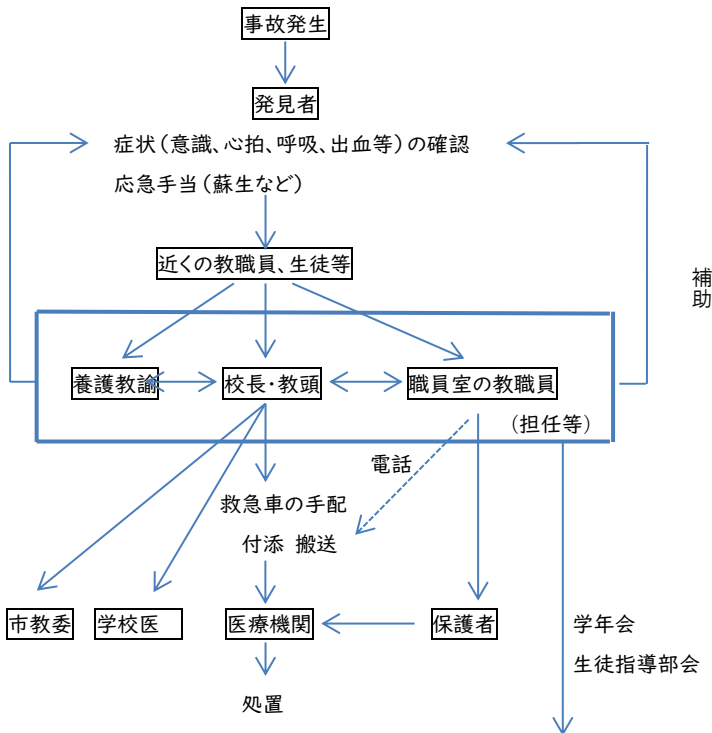 事故発生
発見者
症状(意識、心拍、呼吸、出血等)の確認
応急手当(蘇生など)
近くの教職員、生徒等
補助
養護教諭
校長・教頭
職員室の教職員
(担任等)
電話
救急車の手配
付添 搬送
市教委
学校医
医療機関
保護者
学年会
生徒指導部会
処置